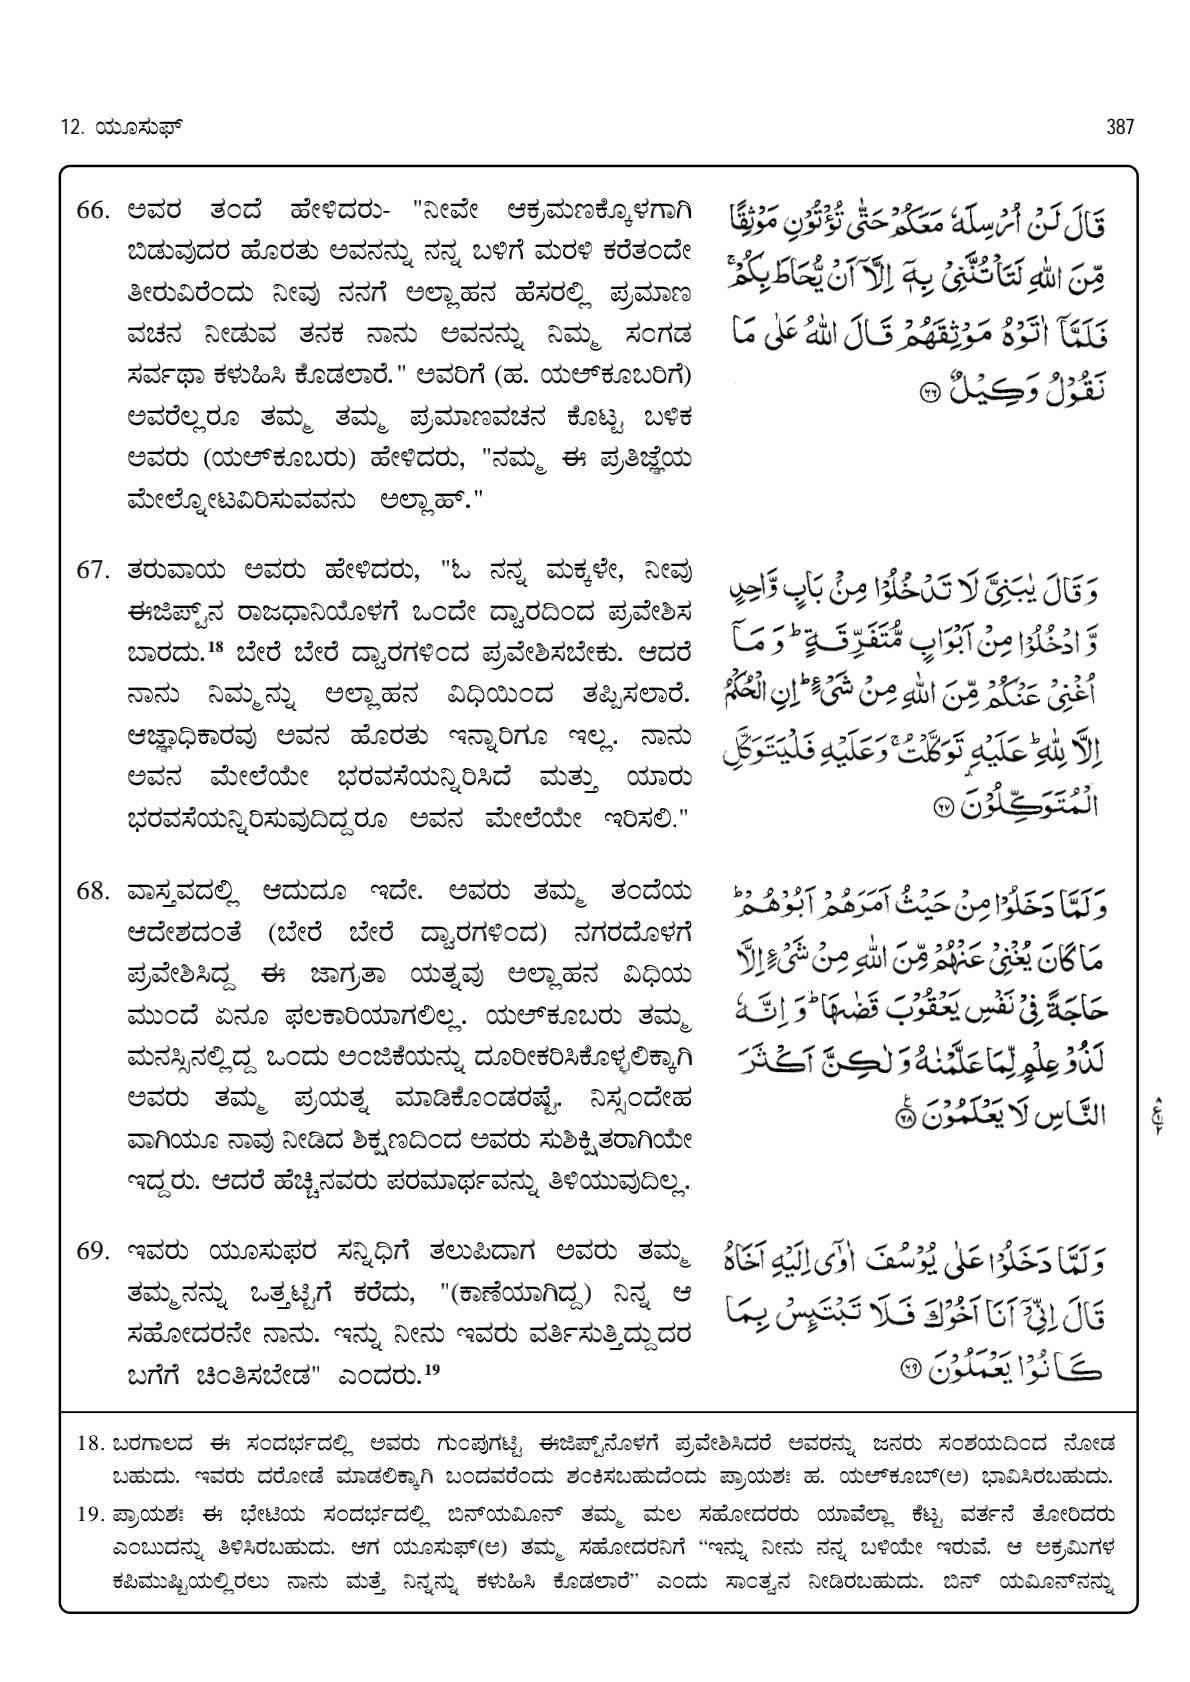 12. ಯೂಸುಫ್
387
66. ಅವರ ತಂದೆ ಹೇಳಿದರು- "ನೀವೇ ಆಕ್ರಮಣಕ್ಕೊಳಗಾಗಿ
ಬಿಡುವುದರ ಹೊರತು ಅವನನ್ನು ನನ್ನ ಬಳಿಗೆ ಮರಳಿ ಕರೆತಂದೇ
ತೀರುವಿರೆಂದು ನೀವು ನನಗೆ ಅಲ್ಲಾಹನ ಹೆಸರಲ್ಲಿ ಪ್ರಮಾಣ
ವಚನ ನೀಡುವ ತನಕ ನಾನು ಅವನನ್ನು ನಿಮ್ಮ ಸಂಗಡ
ಸರ್ವಥಾ ಕಳುಹಿಸಿ ಕೊಡಲಾರೆ." ಅವರಿಗೆ (ಹ. ಯಅ್‌ಕೂಬರಿಗೆ)
ಅವರೆಲ್ಲರೂ ತಮ್ಮ ತಮ್ಮ ಪ್ರಮಾಣವಚನ ಕೊಟ್ಟ ಬಳಿಕ
ಅವರು (ಯಅ್‌ಕೂಬರು) ಹೇಳಿದರು, "ನಮ್ಮ ಈ ಪ್ರತಿಜ್ಞೆಯ
ಮೇಲ್ನೋಟವಿರಿಸುವವನು ಅಲ್ಲಾಹ್."
قَالَ لَنْ اُرْسِلَهٗ مَعَكُمْ حَتّٰى تُؤْتُوْنِ مَوْثِقًا
مِّنَ اللّٰهِ لَتَاْتُنَّنِيْ بِهٖٓ اِلَّآ اَنْ يُّحَاطَ بِكُمْ ۚ
فَلَمَّآ اٰتَوْهُ مَوْثِقَهُمْ قَالَ اللّٰهُ عَلٰى مَا
نَقُوْلُ وَكِيْلٌ ۝٦٦
67. ತರುವಾಯ ಅವರು ಹೇಳಿದರು, "ಓ ನನ್ನ ಮಕ್ಕಳೇ, ನೀವು
ಈಜಿಪ್ಟ್‌ನ ರಾಜಧಾನಿಯೊಳಗೆ ಒಂದೇ ದ್ವಾರದಿಂದ ಪ್ರವೇಶಿಸ
ಬಾರದು.18 ಬೇರೆ ಬೇರೆ ದ್ವಾರಗಳಿಂದ ಪ್ರವೇಶಿಸಬೇಕು. ಆದರೆ
ನಾನು ನಿಮ್ಮನ್ನು ಅಲ್ಲಾಹನ ವಿಧಿಯಿಂದ ತಪ್ಪಿಸಲಾರೆ.
ಆಜ್ಞಾಧಿಕಾರವು ಅವನ ಹೊರತು ಇನ್ನಾರಿಗೂ ಇಲ್ಲ. ನಾನು
ಅವನ ಮೇಲೆಯೇ ಭರವಸೆಯನ್ನಿರಿಸಿದೆ ಮತ್ತು ಯಾರು
ಭರವಸೆಯನ್ನಿರಿಸುವುದಿದ್ದರೂ ಅವನ ಮೇಲೆಯೇ ಇರಿಸಲಿ."
وَقَالَ يٰبَنِيَّ لَا تَدْخُلُوْا مِنْۢ بَابٍ وَّاحِدٍ
وَّادْخُلُوْا مِنْ اَبْوَابٍ مُّتَفَرِّقَةٍ ؕ وَمَآ
اُغْنِيْ عَنْكُمْ مِّنَ اللّٰهِ مِنْ شَيْءٍ ؕ اِنِ الْحُكْمُ
اِلَّا لِلّٰهِ ؕ عَلَيْهِ تَوَكَّلْتُ ۚ وَعَلَيْهِ فَلْيَتَوَكَّلِ
الْمُتَوَكِّلُوْنَ ۝٦٧
68. ವಾಸ್ತವದಲ್ಲಿ ಆದುದೂ ಇದೇ. ಅವರು ತಮ್ಮ ತಂದೆಯ
ಆದೇಶದಂತೆ (ಬೇರೆ ಬೇರೆ ದ್ವಾರಗಳಿಂದ) ನಗರದೊಳಗೆ
ಪ್ರವೇಶಿಸಿದ್ದ ಈ ಜಾಗ್ರತಾ ಯತ್ನವು ಅಲ್ಲಾಹನ ವಿಧಿಯ
ಮುಂದೆ ಏನೂ ಫಲಕಾರಿಯಾಗಲಿಲ್ಲ. ಯಅ್‌ಕೂಬರು ತಮ್ಮ
ಮನಸ್ಸಿನಲ್ಲಿದ್ದ ಒಂದು ಅಂಜಿಕೆಯನ್ನು ದೂರೀಕರಿಸಿಕೊಳ್ಳಲಿಕ್ಕಾಗಿ
ಅವರು ತಮ್ಮ ಪ್ರಯತ್ನ ಮಾಡಿಕೊಂಡರಷ್ಟೆ. ನಿಸ್ಸಂದೇಹ
ವಾಗಿಯೂ ನಾವು ನೀಡಿದ ಶಿಕ್ಷಣದಿಂದ ಅವರು ಸುಶಿಕ್ಷಿತರಾಗಿಯೇ
ಇದ್ದರು. ಆದರೆ ಹೆಚ್ಚಿನವರು ಪರಮಾರ್ಥವನ್ನು ತಿಳಿಯುವುದಿಲ್ಲ.
وَلَمَّا دَخَلُوْا مِنْ حَيْثُ اَمَرَهُمْ اَبُوْهُمْ ؕ
مَا كَانَ يُغْنِيْ عَنْهُمْ مِّنَ اللّٰهِ مِنْ شَيْءٍ اِلَّا
حَاجَةً فِيْ نَفْسِ يَعْقُوْبَ قَضٰىهَا ؕ وَاِنَّهٗ
لَذُوْ عِلْمٍ لِّمَا عَلَّمْنٰهُ وَلٰكِنَّ اَكْثَرَ
النَّاسِ لَا يَعْلَمُوْنَ ۝٦٨
69. ಇವರು ಯೂಸುಫರ ಸನ್ನಿಧಿಗೆ ತಲುಪಿದಾಗ ಅವರು ತಮ್ಮ
ತಮ್ಮನನ್ನು ಒತ್ತಟ್ಟಿಗೆ ಕರೆದು, "(ಕಾಣೆಯಾಗಿದ್ದ) ನಿನ್ನ ಆ
ಸಹೋದರನೇ ನಾನು. ಇನ್ನು ನೀನು ಇವರು ವರ್ತಿಸುತ್ತಿದ್ದುದರ
ಬಗೆಗೆ ಚಿಂತಿಸಬೇಡ" ಎಂದರು.19
وَلَمَّا دَخَلُوْا عَلٰى يُوْسُفَ اٰوٰٓى اِلَيْهِ اَخَاهُ
قَالَ اِنِّيْٓ اَنَا اَخُوْكَ فَلَا تَبْتَئِسْ بِمَا
كَانُوْا يَعْمَلُوْنَ ۝٦٩
18. ಬರಗಾಲದ ಈ ಸಂದರ್ಭದಲ್ಲಿ ಅವರು ಗುಂಪುಗಟ್ಟಿ ಈಜಿಪ್ಟ್‌ನೊಳಗೆ ಪ್ರವೇಶಿಸಿದರೆ ಅವರನ್ನು ಜನರು ಸಂಶಯದಿಂದ ನೋಡ
ಬಹುದು. ಇವರು ದರೋಡೆ ಮಾಡಲಿಕ್ಕಾಗಿ ಬಂದವರೆಂದು ಶಂಕಿಸಬಹುದೆಂದು ಪ್ರಾಯಶಃ ಹ. ಯಅ್‌ಕೂಬ್(ಅ) ಭಾವಿಸಿರಬಹುದು.
19. ಪ್ರಾಯಶಃ ಈ ಭೇಟಿಯ ಸಂದರ್ಭದಲ್ಲಿ ಬಿನ್‌ಯಮೀನ್ ತಮ್ಮ ಮಲ ಸಹೋದರರು ಯಾವೆಲ್ಲಾ ಕೆಟ್ಟ ವರ್ತನೆ ತೋರಿದರು
ಎಂಬುದನ್ನು ತಿಳಿಸಿರಬಹುದು. ಆಗ ಯೂಸುಫ್(ಅ) ತಮ್ಮ ಸಹೋದರನಿಗೆ “ಇನ್ನು ನೀನು ನನ್ನ ಬಳಿಯೇ ಇರುವೆ. ಆ ಅಕ್ರಮಿಗಳ
ಕಪಿಮುಷ್ಟಿಯಲ್ಲಿರಲು ನಾನು ಮತ್ತೆ ನಿನ್ನನ್ನು ಕಳುಹಿಸಿ ಕೊಡಲಾರೆ” ಎಂದು ಸಾಂತ್ವನ ನೀಡಿರಬಹುದು. ಬಿನ್ ಯಮೀನ್‌ನನ್ನು